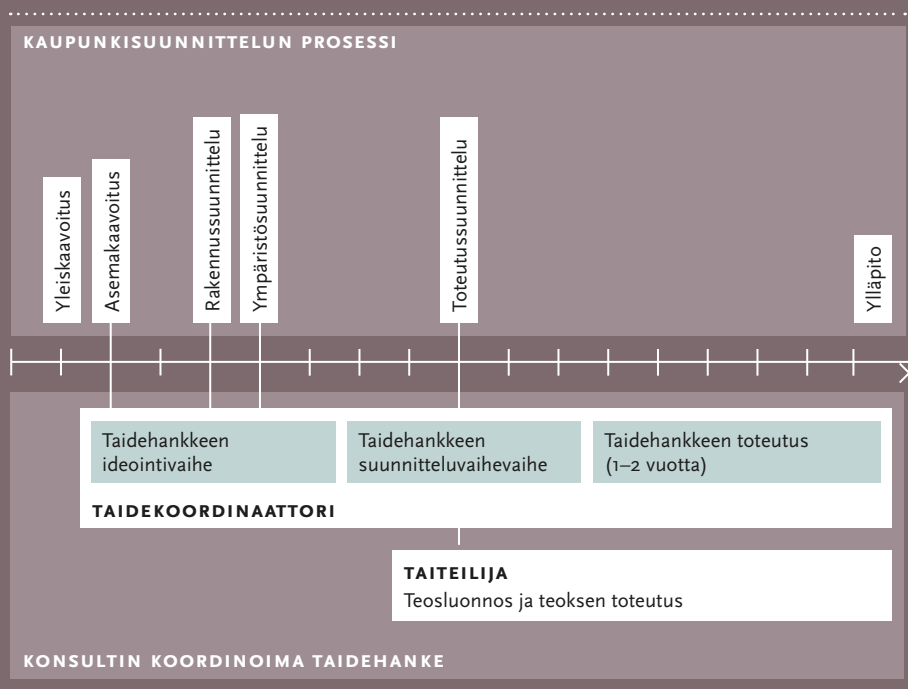 KAUPUNKISUUNNITTELUN PROSESSI
Yleiskaavoitus
Asemakaavoitus
Rakennussuunnittelu
Ympäristösuunnittelu
Toteutussuunnittelu
Ylläpito
Taidehankkeen
ideointivaihe
Taidehankkeen
suunnitteluvaihevaihe
Taidehankkeen toteutus
(1–2 vuotta)
TAIDEKOORDINAATTORI
TAITEILIJA
Teosluonnos ja teoksen toteutus
KONSULTIN KOORDINOIMA TAIDEHANKE